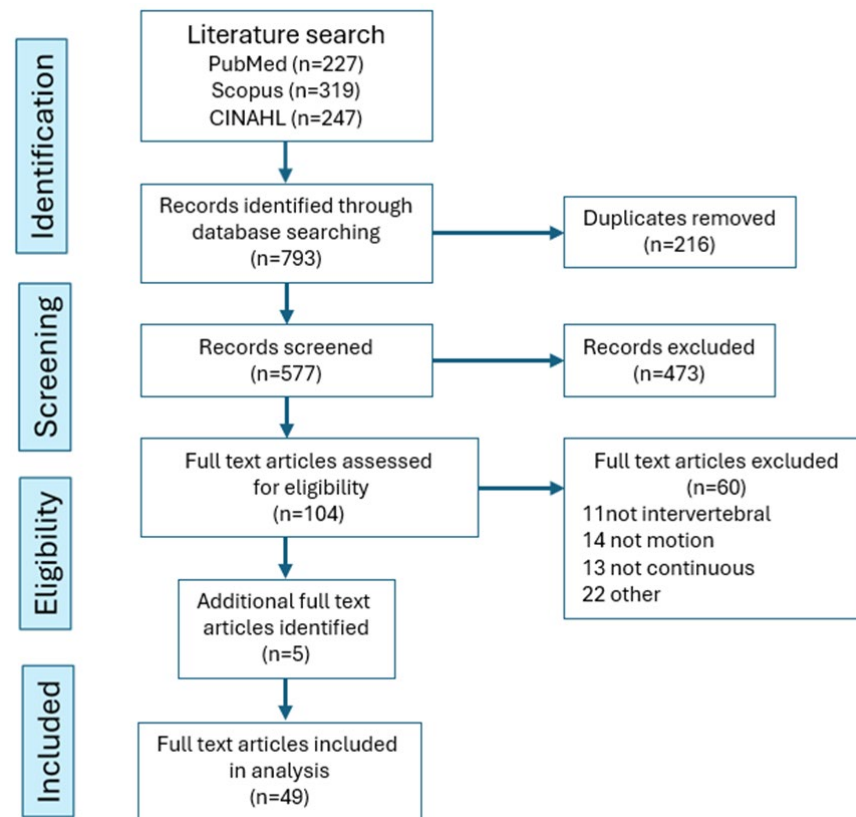 Identification
Literature search
PubMed (n=227)
Scopus (n=319)
CINAHL (n=247)
Records identified through
database searching
(n=793)
Duplicates removed
(n=216)
Screening
Records screened
(n=577)
Records excluded
(n=473)
Eligibility
Full text articles assessed
for eligibility
(n=104)
Full text articles excluded
(n=60)
11not intervertebral
14 not motion
13 not continuous
22 other
Additional full text
articles identified
(n=5)
Included
Full text articles included
in analysis
(n=49)